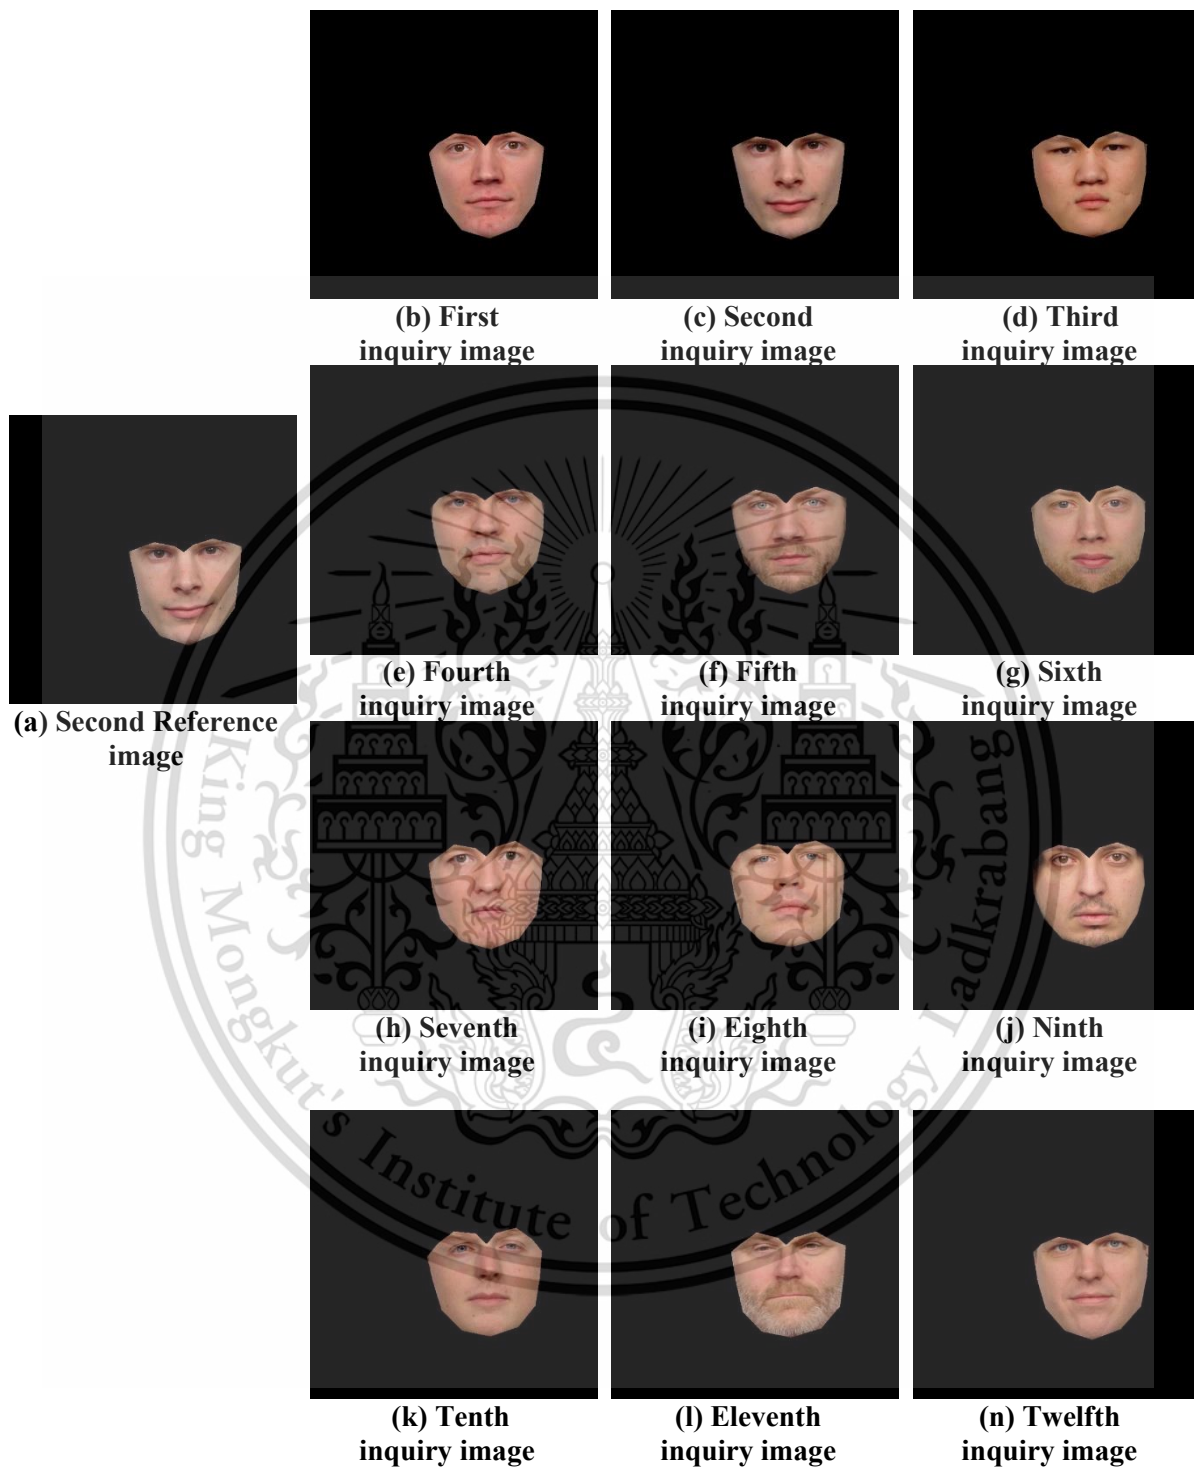 (b) First
inquiry image
(c) Second
inquiry image
(d) Third
inquiry image
(a) Second Reference
image
(e) Fourth
inquiry image
(f) Fifth
inquiry image
(g) Sixth
inquiry image
(h) Seventh
inquiry image
(i) Eighth
inquiry image
(j) Ninth
inquiry image
(k) Tenth
inquiry image
(l) Eleventh
inquiry image
(n) Twelfth
inquiry image
King Mongkut's Institute of Technology Ladkrabang